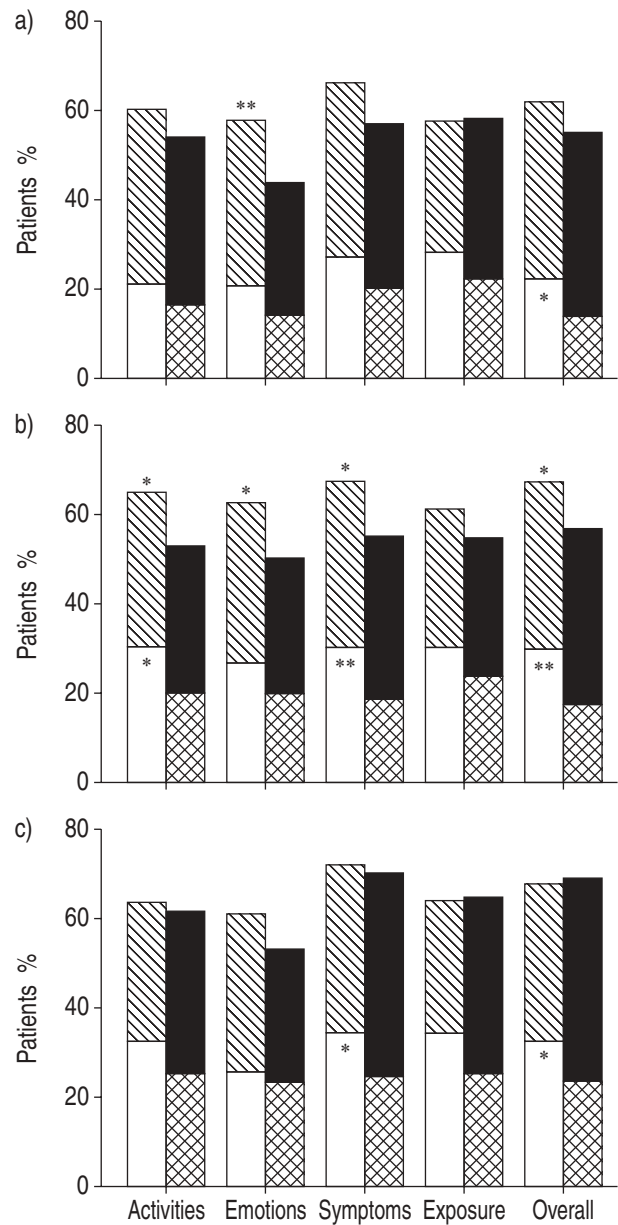 a)
80
60
40
20
0
Patients %
**
*
b)
80
60
40
20
0
Patients %
* * * *
* ** **
c)
80
60
40
20
0
Patients %
* *
Activities Emotions Symptoms Exposure Overall